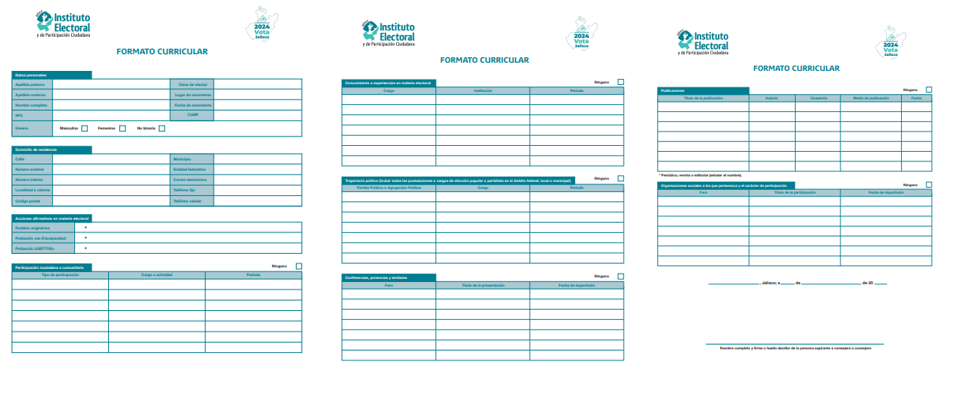 Instituto
Electoral
y de Participación Ciudadana
2024
Vota
Jalisco
FORMATO CURRICULAR
Datos personales
Apellido paterno
Clave de elector
Apellido materno
Lugar de nacimiento
Nombre completo
Fecha de nacimiento
CURP
Género
Masculino
Femenino
No binario
Domicilio de residencia
Calle
Municipio
Número exterior
Entidad federativa
Número interior
Correo electrónico
Localidad o colonia
Teléfono fijo
Código postal
Teléfono celular
Acciones afirmativas en materia electoral
Pueblos originarios
Población con Discapacidad
Población LGBTTTIQ+
Participación ciudadana o comunitaria
Ninguno
Tipo de participación
Cargo o actividad
Periodo
Instituto
Electoral
y de Participación Ciudadana
2024
Vota
Jalisco
FORMATO CURRICULAR
Conocimiento o experiencia en materia electoral
Ninguno
Cargo
Institución
Periodo
Trayectoria política (incluir todas las postulaciones a cargos de elección popular o partidista en el ámbito federal, local o municipal)
Ninguno
Partido Político o Agrupación Política
Cargo
Periodo
Conferencias, ponencias y similares
Ninguno
Foro
Título de la presentación
Fecha de impartición
Instituto
Electoral
y de Participación Ciudadana
2024
Vota
Jalisco
FORMATO CURRICULAR
Publicaciones
Ninguno
Título de la publicación
Autoría
Coautoría
Medio de publicación
Fecha
* Periódico, revista o editorial (señalar el nombre).
Organizaciones sociales a las que pertenezca y el carácter de participación
Ninguno
Foro
Título de la participación
Fecha de impartición
, Jalisco; a ______ de ______ de 20 ____
Nombre completo y firma o huella dactilar de la persona aspirante a consejera o consejero